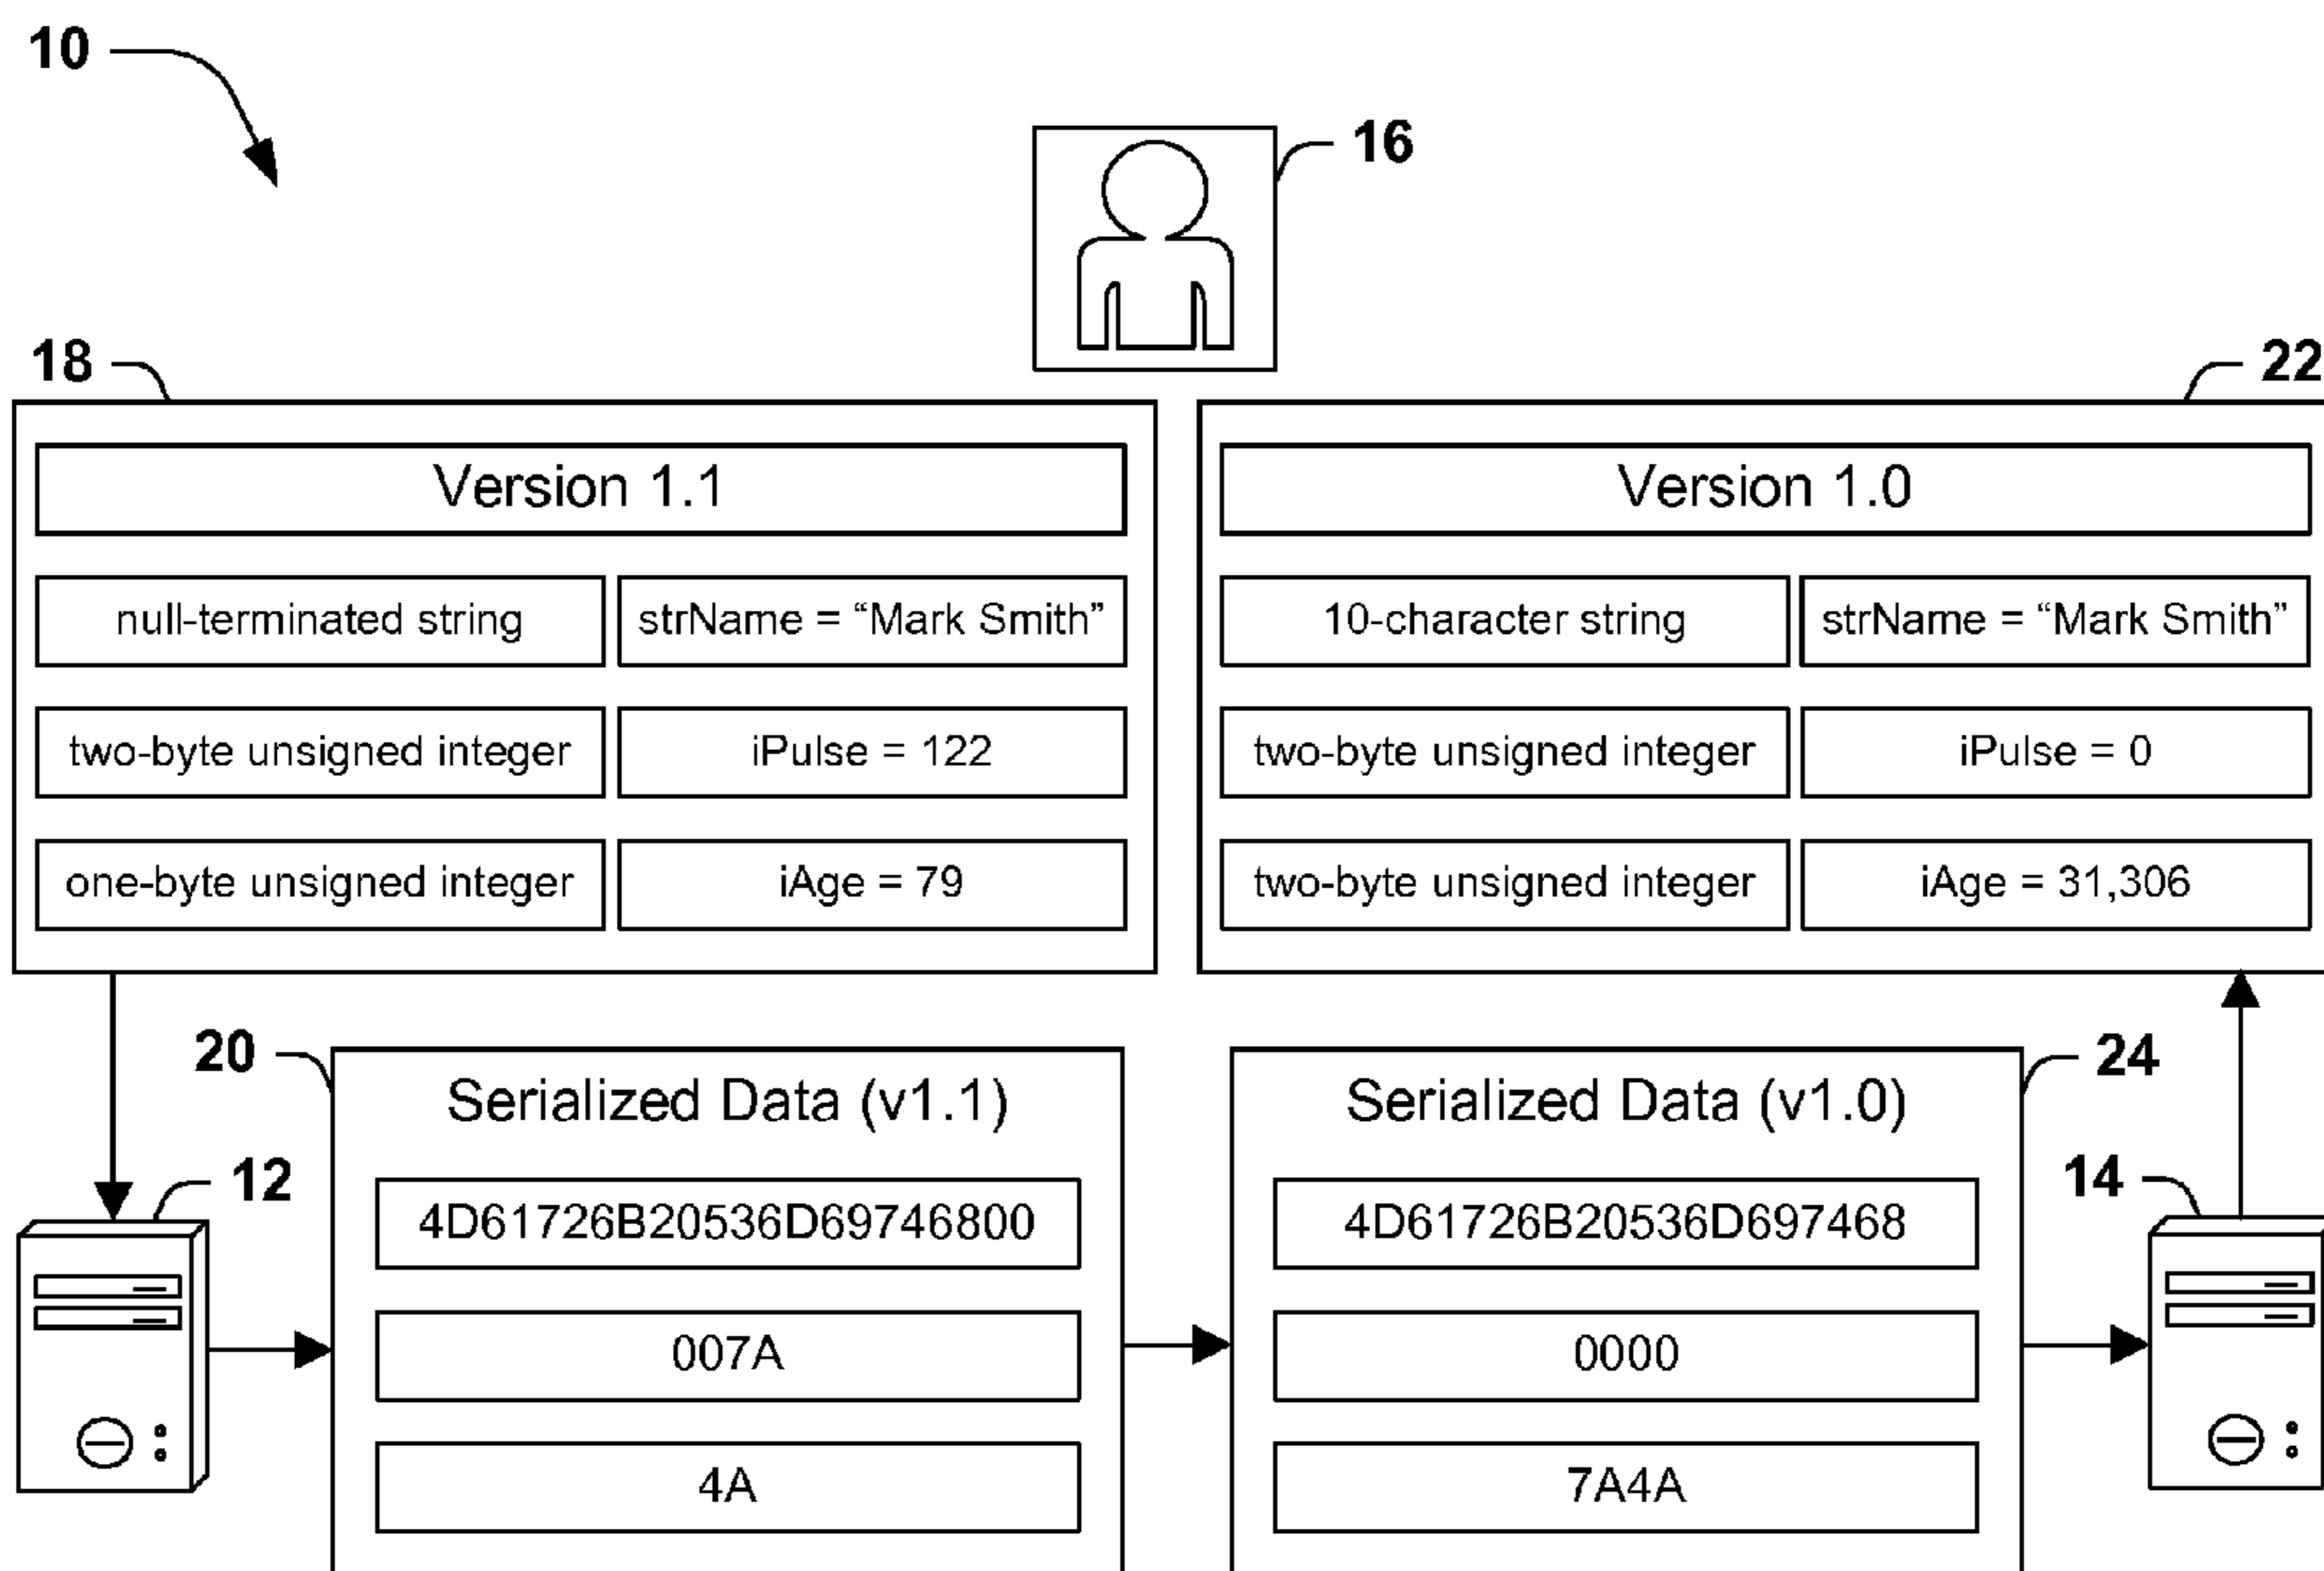 10
16
18
22
Version 1.1
null-terminated string
strName = “Mark Smith”
two-byte unsigned integer
iPulse = 122
one-byte unsigned integer
iAge = 79
Version 1.0
10-character string
strName = “Mark Smith”
two-byte unsigned integer
iPulse = 0
two-byte unsigned integer
iAge = 31,306
20
24
12
14
Serialized Data (v1.1)
4D61726B20536D69746800
007A
4A
Serialized Data (v1.0)
4D61726B20536D697468
0000
7A4A